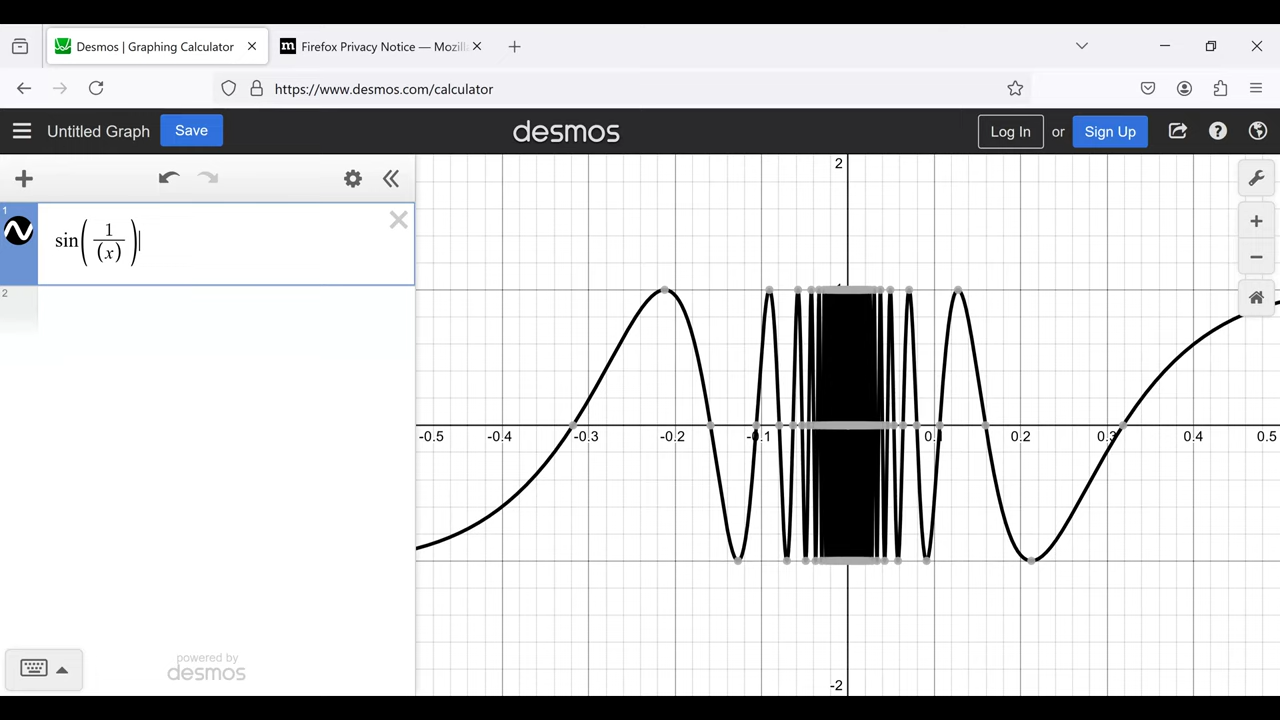 Desmos | Graphing Calculator
Firefox Privacy Notice — Mozill
https://www.desmos.com/calculator
Untitled Graph Save desmos Log In or Sign Up
1
sin(1/(x))
2
2
-0.5 -0.4 -0.3 -0.2 -0.1 0.1 0.2 0.3 0.4 0.5
-2
powered by
desmos